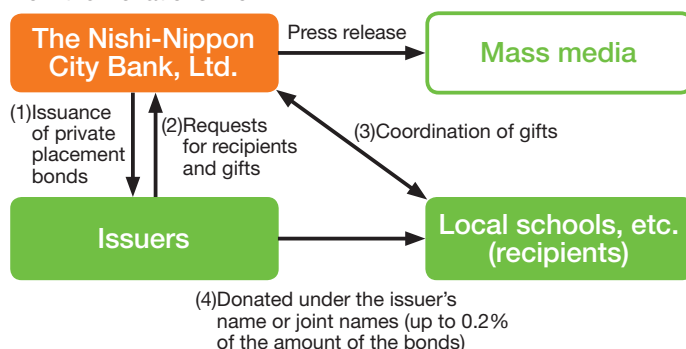 The Nishi-Nippon
City Bank, Ltd.
Press release
Mass media
(1)Issuance
of private
placement
bonds
(2)Requests
for recipients
and gifts
(3)Coordination of gifts
Issuers
Local schools, etc.
(recipients)
(4)Donated under the issuer's
name or joint names (up to 0.2%
of the amount of the bonds)